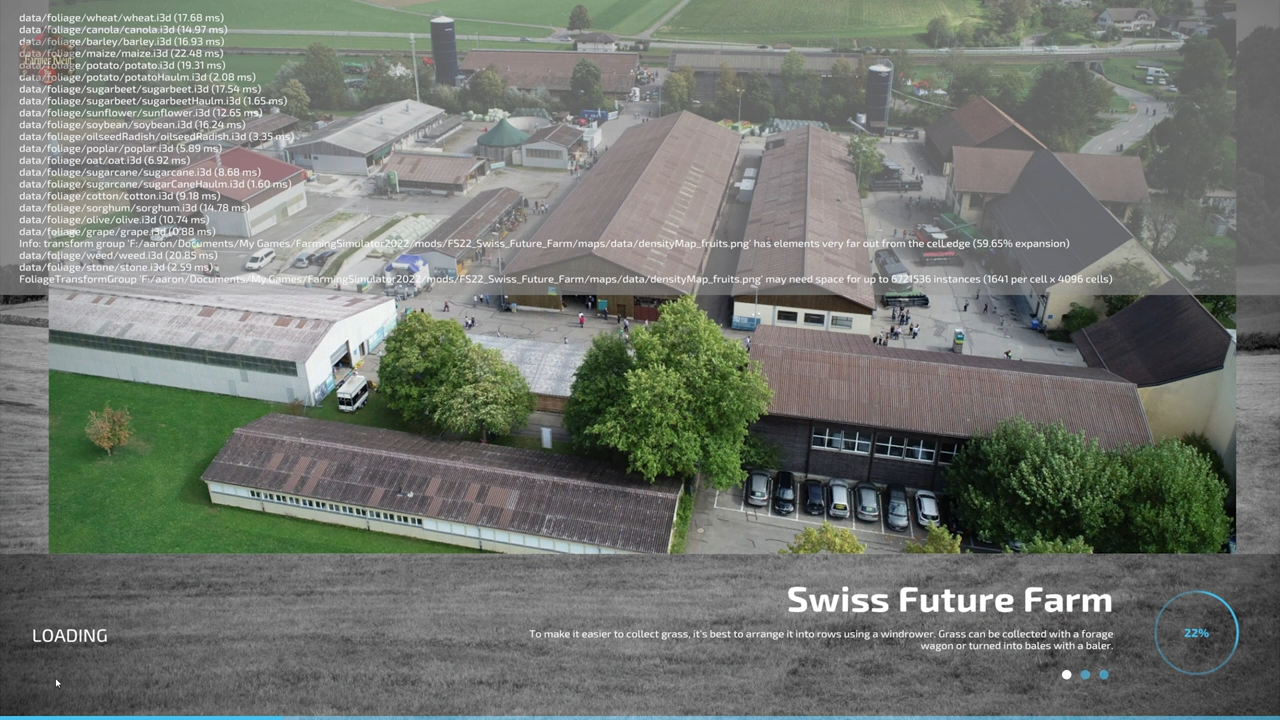 data/foliage/wheat/wheat.i3d (17.68 ms)
data/foliage/canola/canola.i3d (14.97 ms)
data/foliage/barley/barley.i3d (16.93 ms)
data/foliage/maize/maize.i3d (22.48 ms)
data/foliage/potato/potato.i3d (19.31 ms)
data/foliage/potato/potatoHaulm.i3d (2.08 ms)
data/foliage/sugarbeet/sugarbeet.i3d (17.54 ms)
data/foliage/sugarbeet/sugarbeetHaulm.i3d (1.65 ms)
data/foliage/sunflower/sunflower.i3d (12.65 ms)
data/foliage/soybean/soybean.i3d (16.24 ms)
data/foliage/oilseedRadish/oilseedRadish.i3d (3.35 ms)
data/foliage/poplar/poplar.i3d (5.89 ms)
data/foliage/oat/oat.i3d (6.92 ms)
data/foliage/sugarcane/sugarcane.i3d (8.68 ms)
data/foliage/sugarcane/sugarCaneHaulm.i3d (1.60 ms)
data/foliage/cotton/cotton.i3d (9.18 ms)
data/foliage/sorghum/sorghum.i3d (14.78 ms)
data/foliage/olive/olive.i3d (10.74 ms)
data/foliage/grape/grape.i3d (0.88 ms)
Info: transform group 'F:/aaron/Documents/My Games/FarmingSimulator2022/mods/FS22_Swiss_Future_Farm/maps/data/densityMap_fruits.png' has elements very far out from the cell edge (59.65% expansion)
data/foliage/weed/weed.i3d (20.85 ms)
data/foliage/stone/stone.i3d (2.59 ms)
FoliageTransformGroup 'F:/aaron/Documents/My Games/FarmingSimulator2022/mods/FS22_Swiss_Future_Farm/maps/data/densityMap_fruits.png' may need space for up to 6721536 instances (1641 per cell x 4096 cells)
Swiss Future Farm
To make it easier to collect grass, it's best to arrange it into rows using a windrower. Grass can be collected with a forage
wagon or turned into bales with a baler.
LOADING
22%